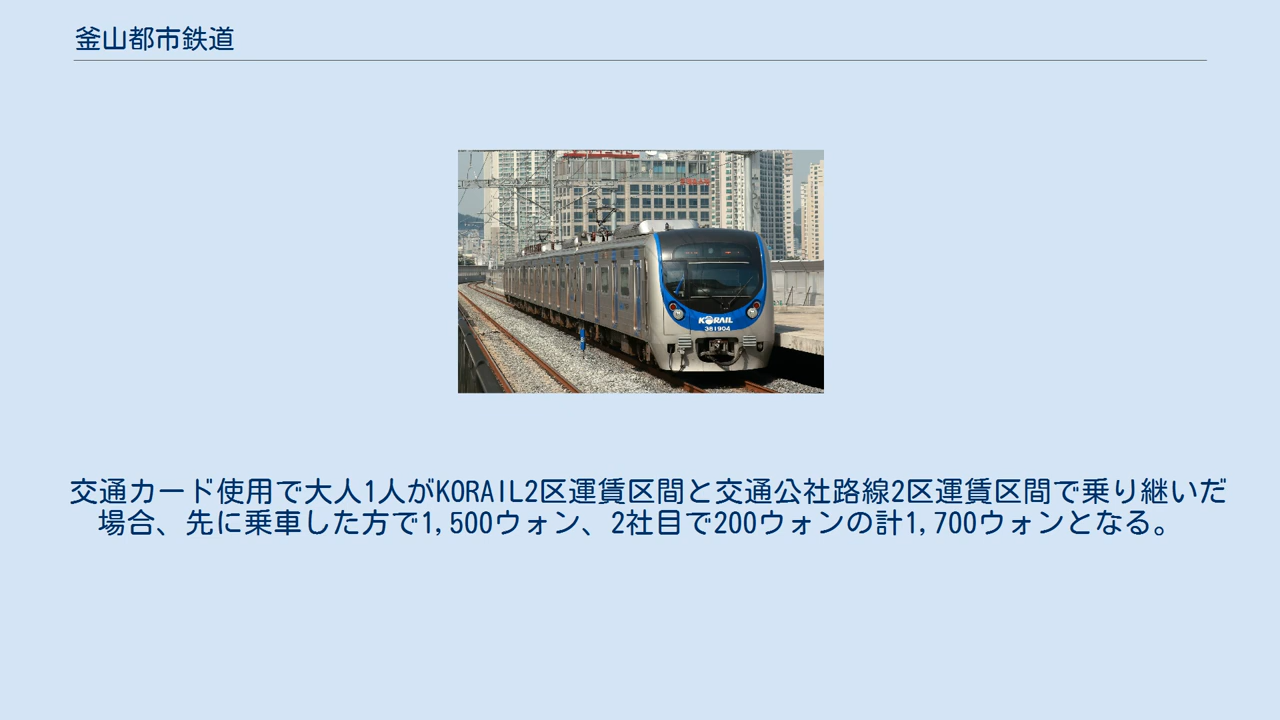 釜山都市鉄道
KORAIL
381904
交通カード使用で大人1人がKORAIL2区運賃区間と交通公社路線2区運賃区間で乗り継いだ
場合、先に乗車した方で1,500ウォン、2社目で200ウォンの計1,700ウォンとなる。